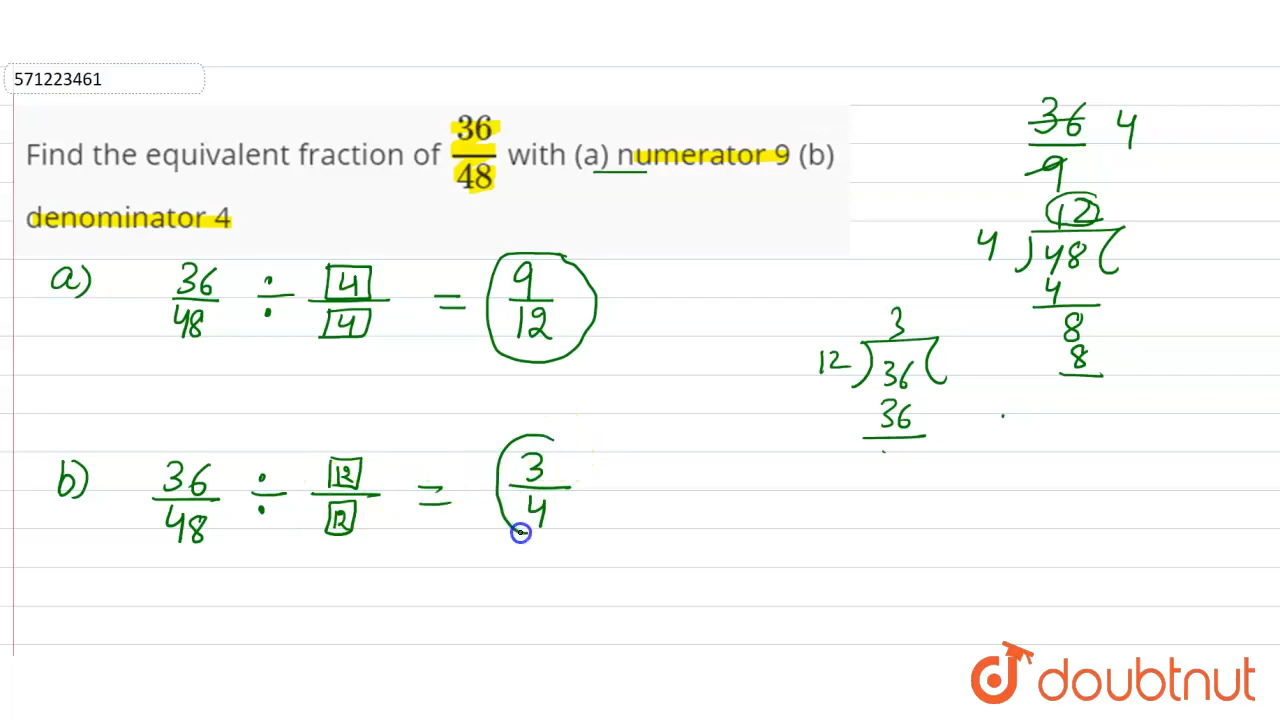 571223461
Find the equivalent fraction of 36/48 with (a) numerator 9 (b)
denominator 4
a) 36/48 ÷ 4/4 = 9/12
b) 36/48 ÷ 12/12 = 3/4
36/9 4
12
4)48(
4
8
8
3
12)36(
36
doubtnut